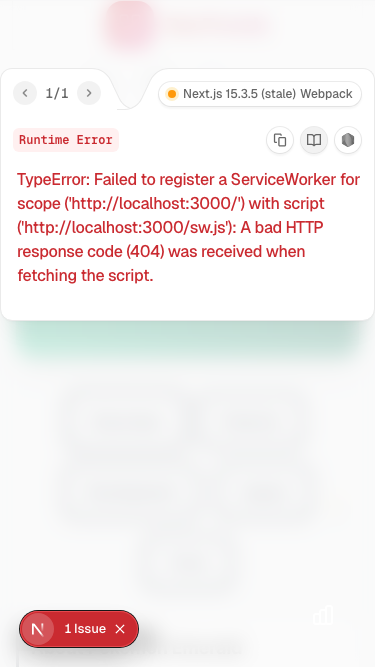 1/1
Next.js 15.3.5 (stale) Webpack
Runtime Error
TypeError: Failed to register a ServiceWorker for
scope ('http://localhost:3000/') with script
('http://localhost:3000/sw.js'): A bad HTTP
response code (404) was received when
fetching the script.
N 1 Issue